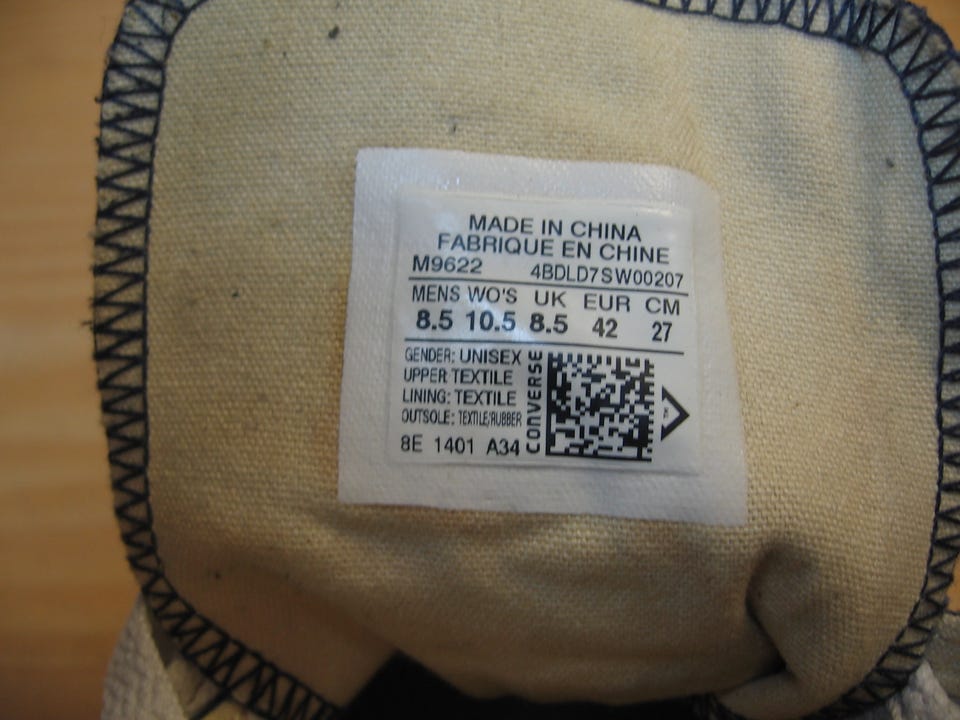 MADE IN CHINA
FABRIQUE EN CHINE
M9622 4BDLD7SW00207
MENS WO'S UK EUR CM
8.5 10.5 8.5 42 27
GENDER: UNISEX
UPPER TEXTILE
LINING: TEXTILE
OUTSOLE: TEXTILE/RUBBER
8E 1401 A34
CONVERSE